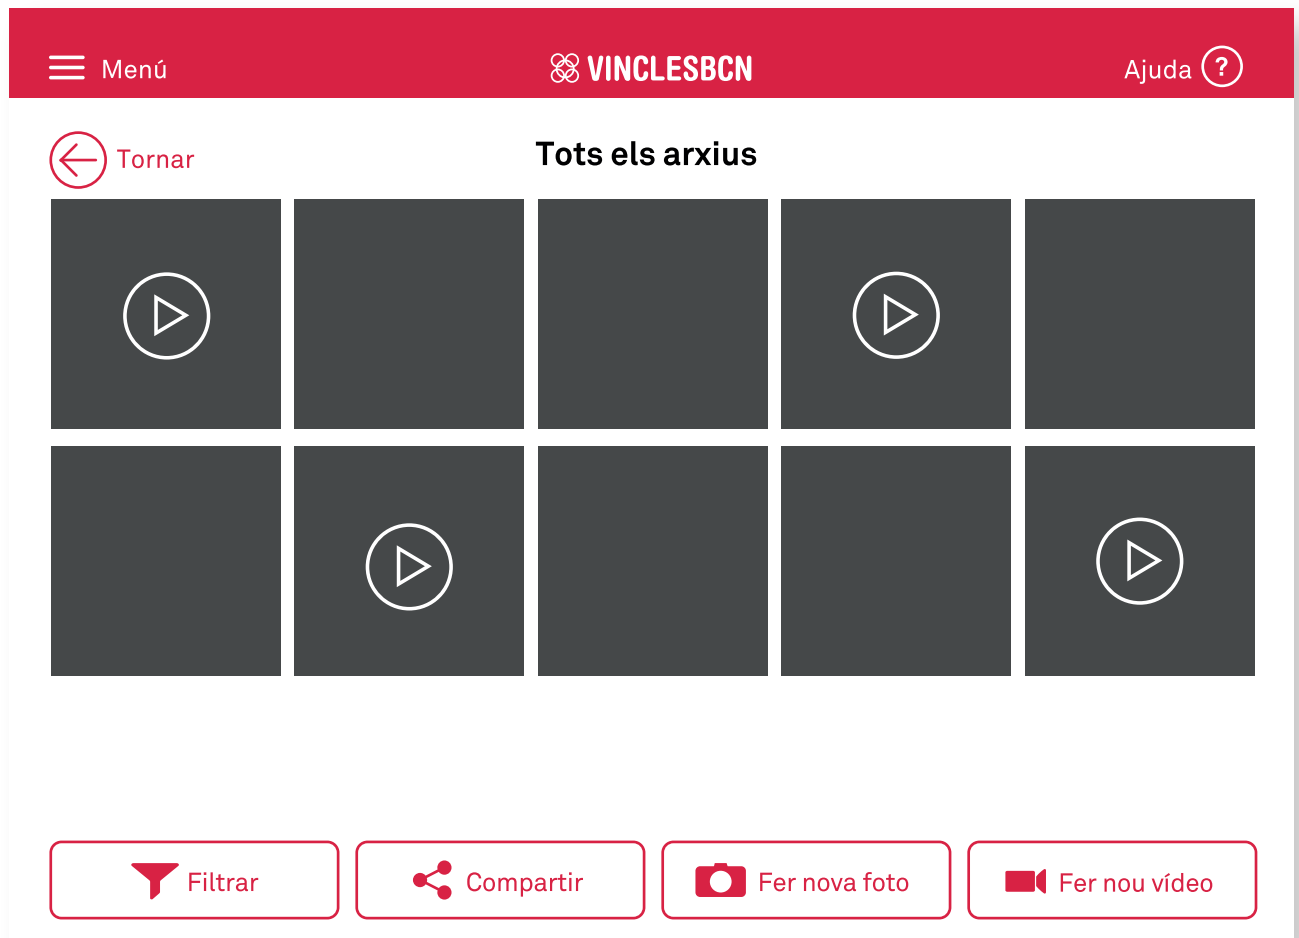 Menú
VINCLESBCN
Ajuda ?
Tornar
Tots els arxius
Filtrar
Compartir
Fer nova foto
Fer nou vídeo